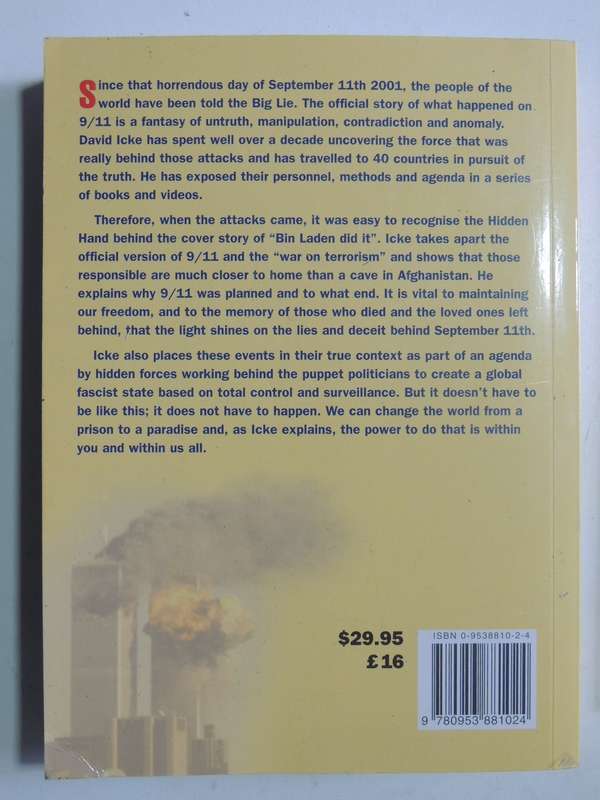 Since that horrendous day of September 11th 2001, the people of the
world have been told the Big Lie. The official story of what happened on
9/11 is a fantasy of untruth, manipulation, contradiction and anomaly.
David Icke has spent well over a decade uncovering the force that was
really behind those attacks and has travelled to 40 countries in pursuit of
the truth. He has exposed their personnel, methods and agenda in a series
of books and videos.
Therefore, when the attacks came, it was easy to recognise the Hidden
Hand behind the cover story of “Bin Laden did it”. Icke takes apart the
official version of 9/11 and the “war on terrorism” and shows that those
responsible are much closer to home than a cave in Afghanistan. He
explains why 9/11 was planned and to what end. It is vital to maintaining
our freedom, and to the memory of those who died and the loved ones left
behind, that the light shines on the lies and deceit behind September 11th.
Icke also places these events in their true context as part of an agenda
by hidden forces working behind the puppet politicians to create a global
fascist state based on total control and surveillance. But it doesn’t have to
be like this; it does not have to happen. We can change the world from a
prison to a paradise and, as Icke explains, the power to do that is within
you and within us all.
$29.95
£16
ISBN 0-9538810-2-4
9 780953 881024